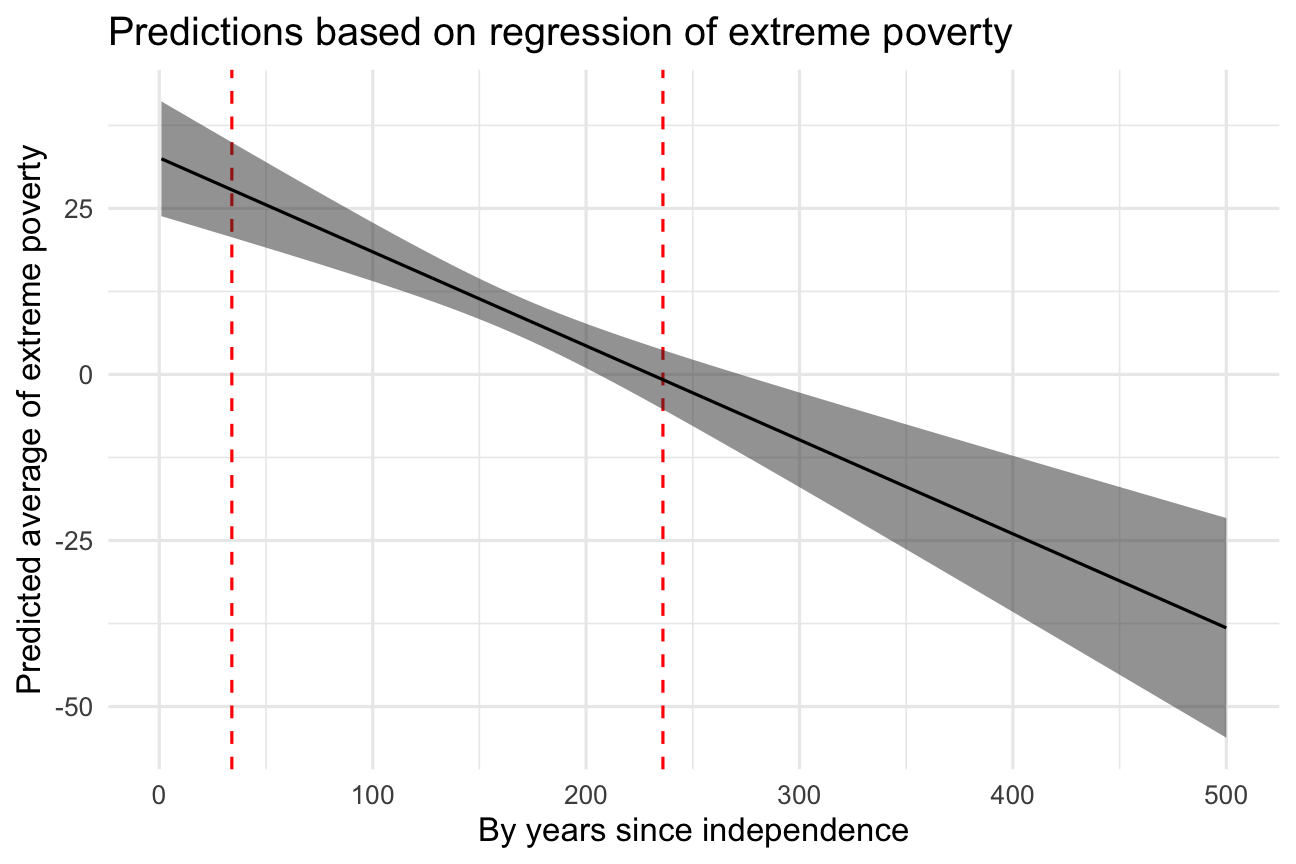 Predictions based on regression of extreme poverty
Predicted average of extreme poverty
25
0
-25
-50
0 100 200 300 400 500
By years since independence